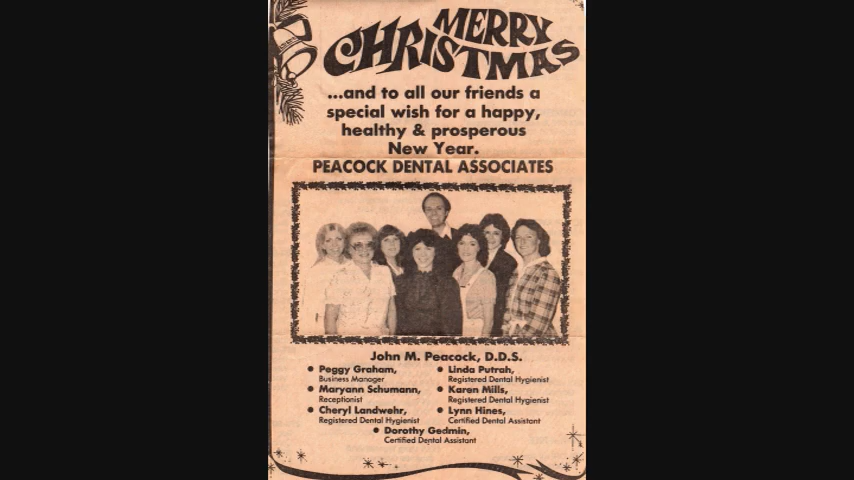 MERRY
CHRISTMAS
...and to all our friends a
special wish for a happy,
healthy & prosperous
New Year.
PEACOCK DENTAL ASSOCIATES
John M. Peacock, D.D.S.
• Peggy Graham,
Business Manager
• Maryann Schumann,
Receptionist
• Cheryl Landwehr,
Registered Dental Hygienist
• Linda Putrah,
Registered Dental Hygienist
• Karen Mills,
Registered Dental Hygienist
• Lynn Hines,
Certified Dental Assistant
• Dorothy Gedmin,
Certified Dental Assistant